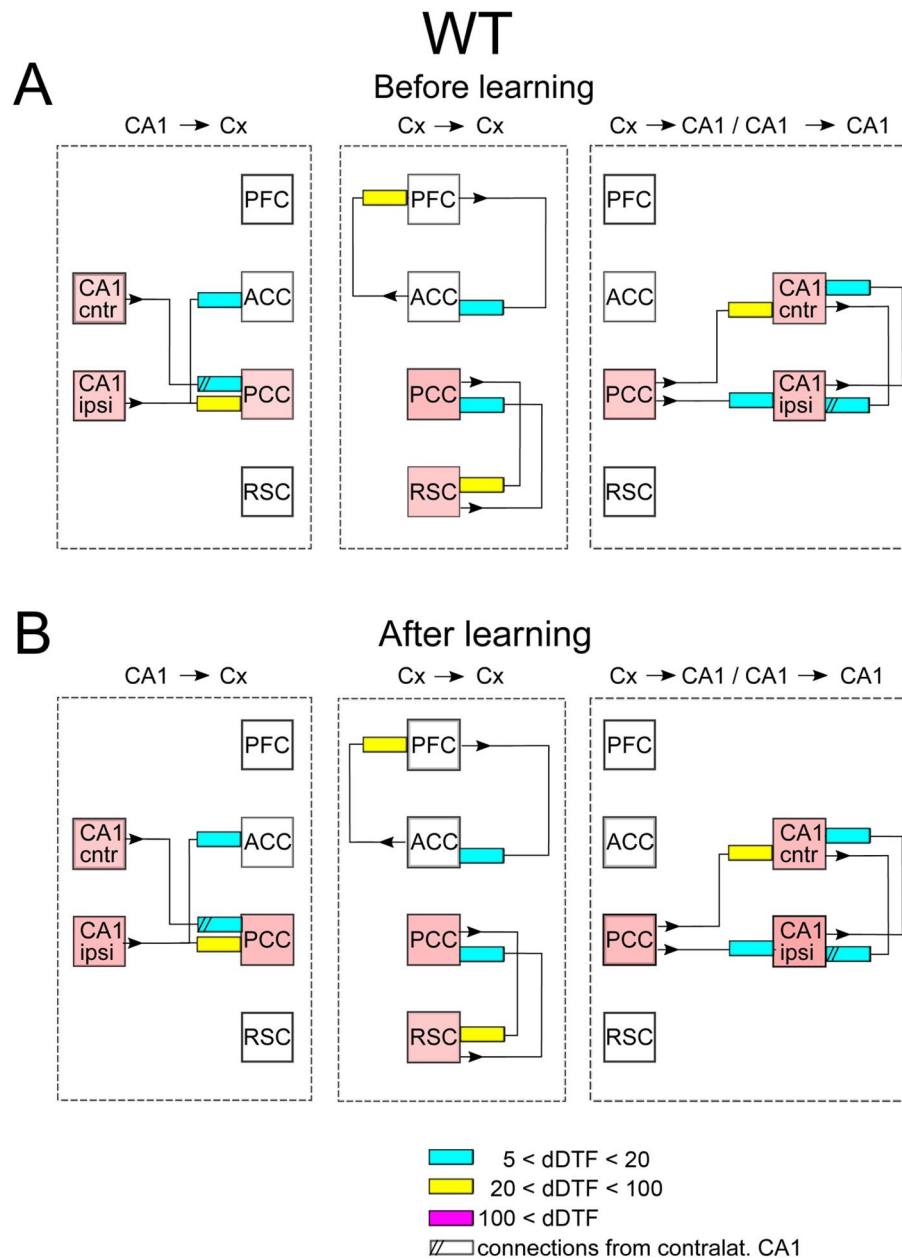 WT
A
Before learning
CA1 → Cx
Cx → Cx
Cx → CA1 / CA1 → CA1
PFC
CA1
cntr
ACC
CA1
ipsi
PCC
RSC
PFC
ACC
PCC
RSC
PFC
ACC
CA1
cntr
PCC
CA1
ipsi
RSC
B
After learning
CA1 → Cx
Cx → Cx
Cx → CA1 / CA1 → CA1
PFC
CA1
cntr
ACC
CA1
ipsi
PCC
RSC
PFC
ACC
PCC
RSC
PFC
ACC
CA1
cntr
PCC
CA1
ipsi
RSC
5 < dDTF < 20
20 < dDTF < 100
100 < dDTF
connections from contralat. CA1